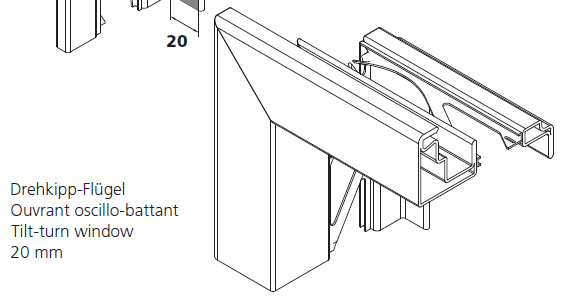 20
Drehkipp-Flügel
Ouvrant oscillo-battant
Tilt-turn window
20 mm